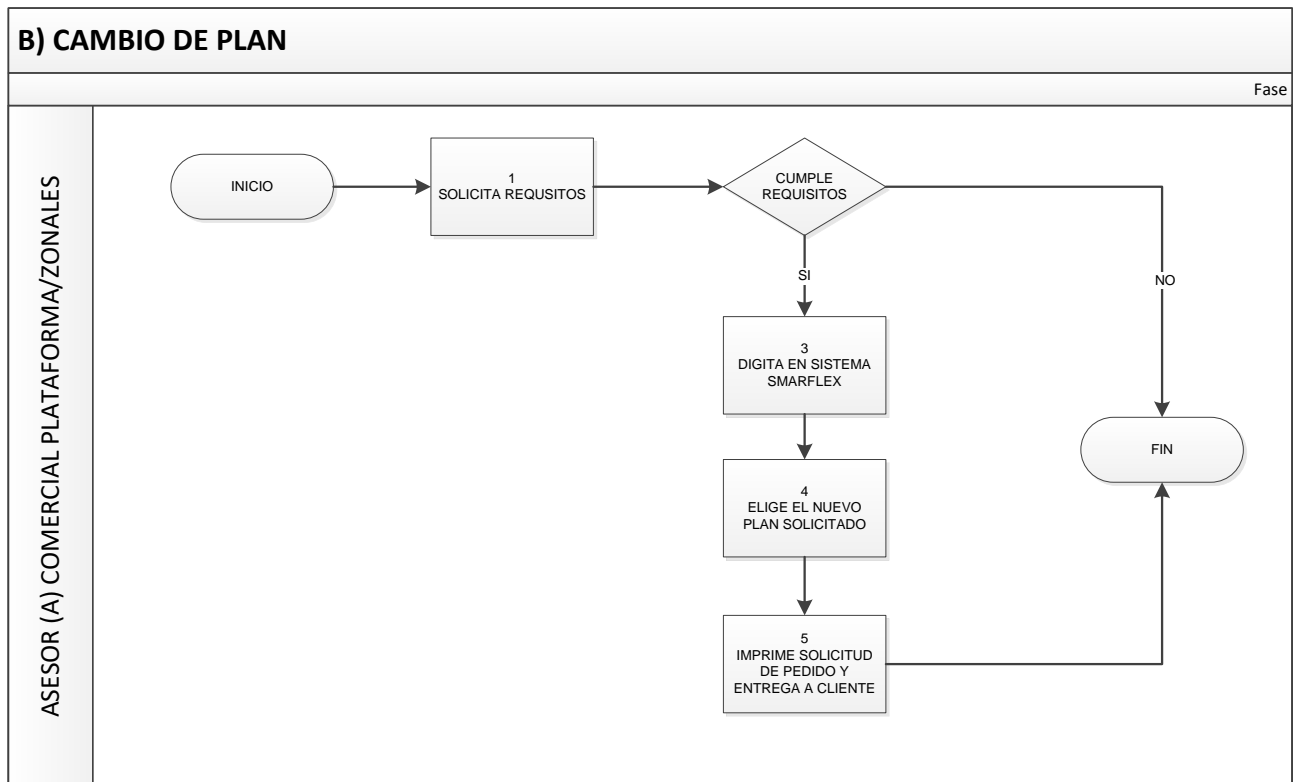 B) CAMBIO DE PLAN
Fase
ASESOR (A) COMERCIAL PLATAFORMA/ZONALES
INICIO
1
SOLICITA REQUSITOS
CUMPLE
REQUISITOS
SI
NO
3
DIGITA EN SISTEMA
SMARFLEX
4
ELIGE EL NUEVO
PLAN SOLICITADO
FIN
5
IMPRIME SOLICITUD
DE PEDIDO Y
ENTREGA A CLIENTE